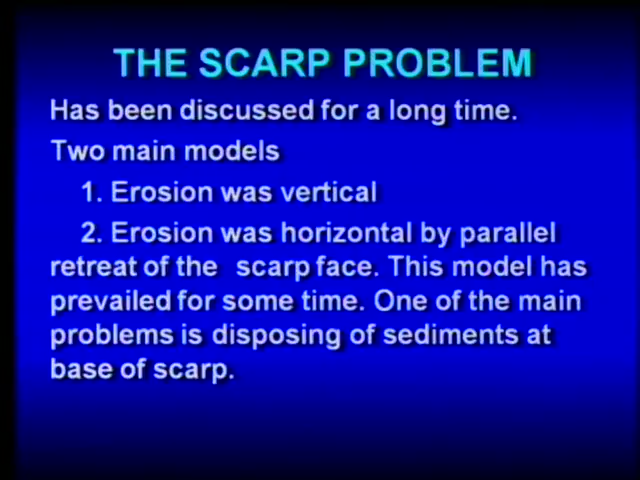 THE SCARP PROBLEM
Has been discussed for a long time.
Two main models
1. Erosion was vertical
2. Erosion was horizontal by parallel
retreat of the scarp face. This model has
prevailed for some time. One of the main
problems is disposing of sediments at
base of scarp.